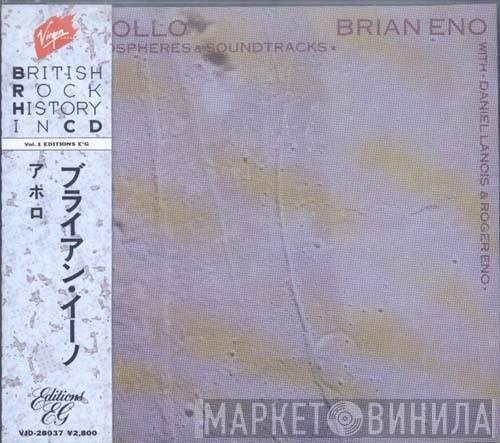 Virgin
BRITISH
ROCK
HISTORY
IN CD
Vol. 1 EDITIONS E'G
ブライアン・イーノ
アポロ
Editions
EG
VJD-28037 ¥2,800
OLLO
BRIAN ENO
OSPHERES & SOUNDTRACKS
WITH • DANIEL LANOIS & ROGER ENO •
МАРКЕТ ВИНИЛА